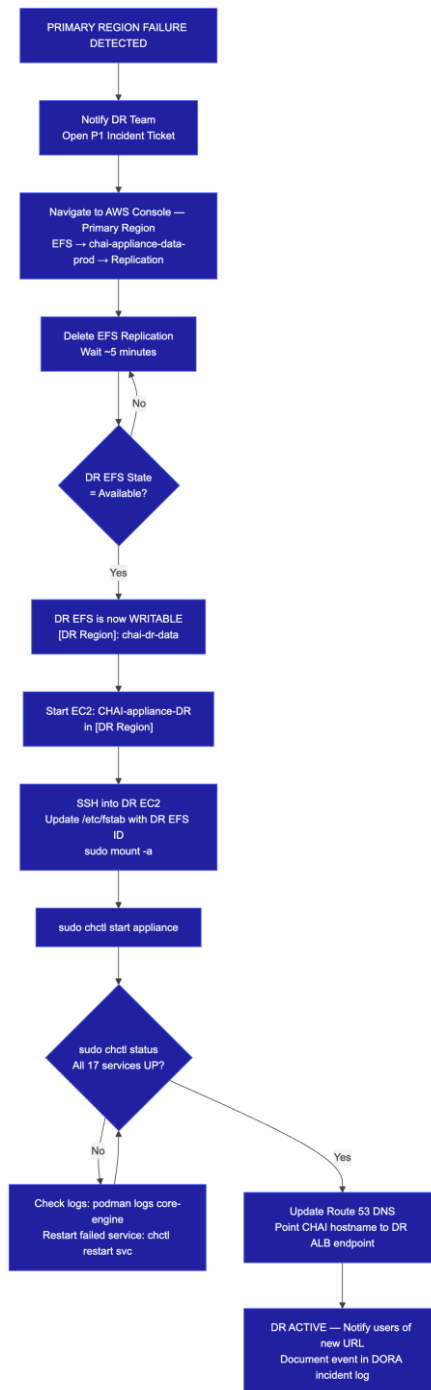 PRIMARY REGION FAILURE
DETECTED
Notify DR Team
Open P1 Incident Ticket
Navigate to AWS Console —
Primary Region
EFS → chai-appliance-data-
prod → Replication
Delete EFS Replication
Wait ~5 minutes
No
DR EFS State
= Available?
Yes
DR EFS is now WRITABLE
[DR Region]: chai-dr-data
Start EC2: CHAI-appliance-DR
in [DR Region]
SSH into DR EC2
Update /etc/fstab with DR EFS
ID
sudo mount -a
sudo chctl start appliance
sudo chctl status
All 17 services UP?
No
Yes
Check logs: podman logs core-
engine
Restart failed service: chctl
restart svc
Update Route 53 DNS
Point CHAI hostname to DR
ALB endpoint
DR ACTIVE — Notify users of
new URL
Document event in DORA
incident log